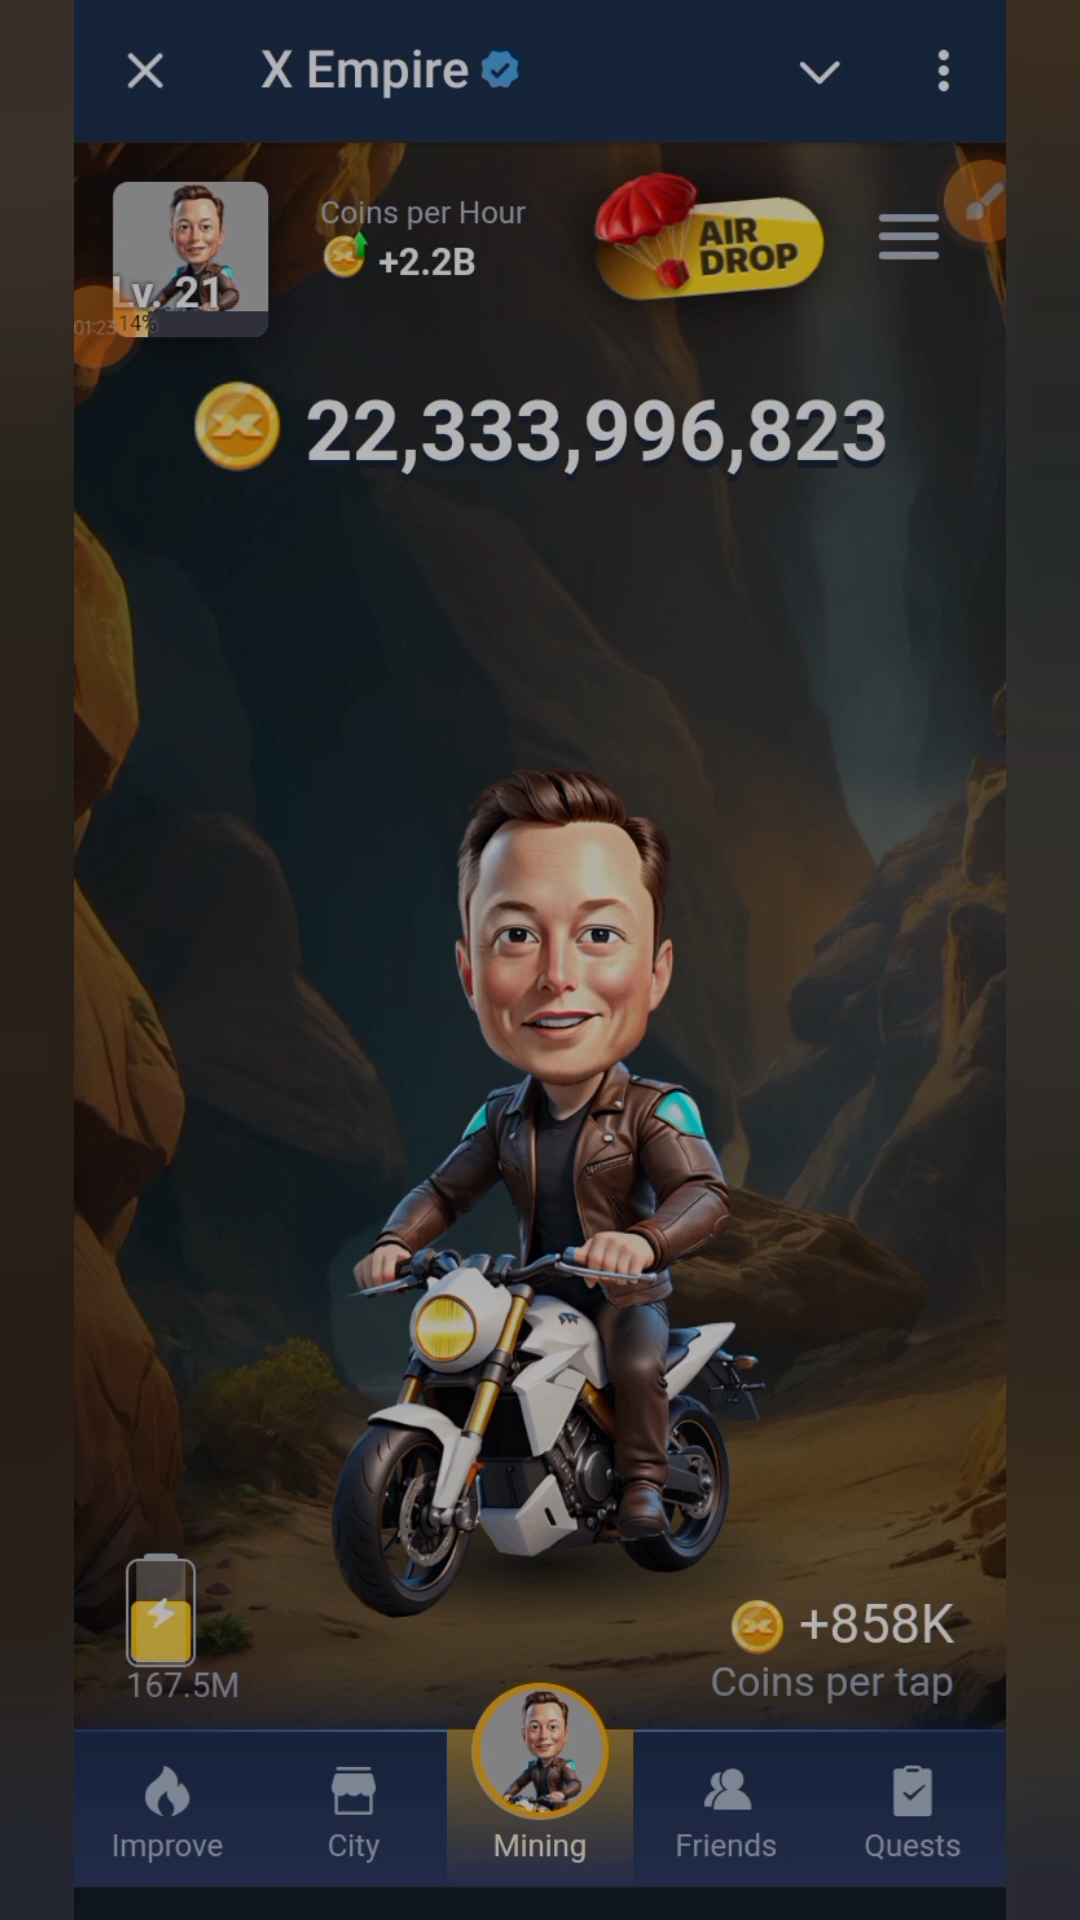 X Empire
Coins per Hour
+2.2B
AIR
DROP
Lv. 21
01:23
14%
22,333,996,823
167.5M
+858K
Coins per tap
Improve
City
Mining
Friends
Quests